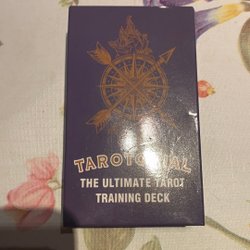 TAROTORIAL
THE ULTIMATE TAROT
TRAINING DECK